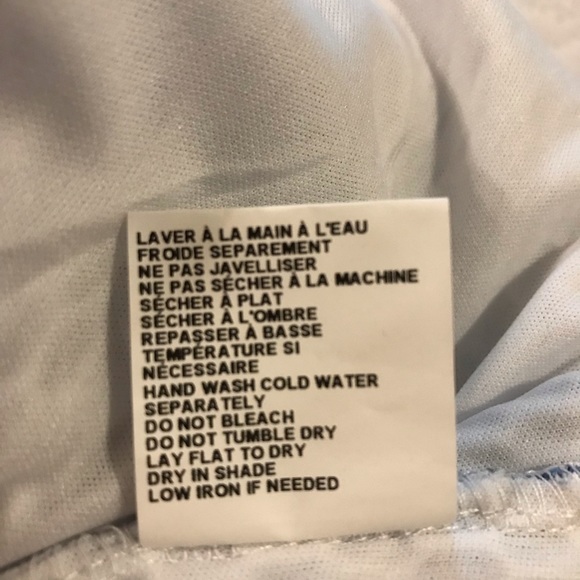 LAVER À LA MAIN À L'EAU
FROIDE SEPAREMENT
NE PAS JAVELLISER
NE PAS SÉCHER À LA MACHINE
SÉCHER À PLAT
SÉCHER À L'OMBRE
REPASSER À BASSE
TEMPÉRATURE SI
NÉCESSAIRE
HAND WASH COLD WATER
SEPARATELY
DO NOT BLEACH
DO NOT TUMBLE DRY
LAY FLAT TO DRY
DRY IN SHADE
LOW IRON IF NEEDED